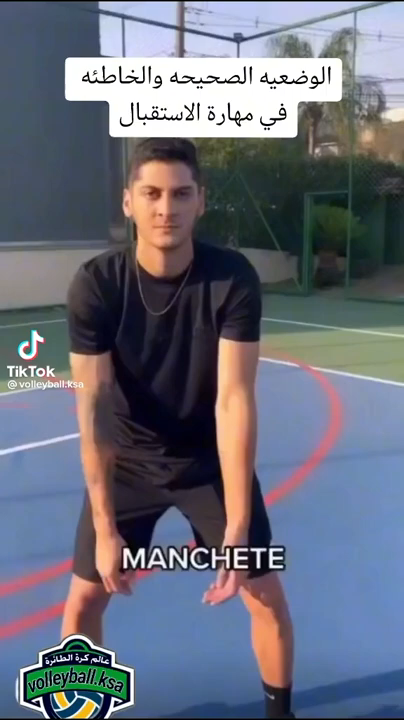 الوضعيه الصحيحه والخاطئه
في مهارة الاستقبال
TikTok
@volleyball.ksa
MANCHETE
عالم كرة الطائرة
volleyball.ksa